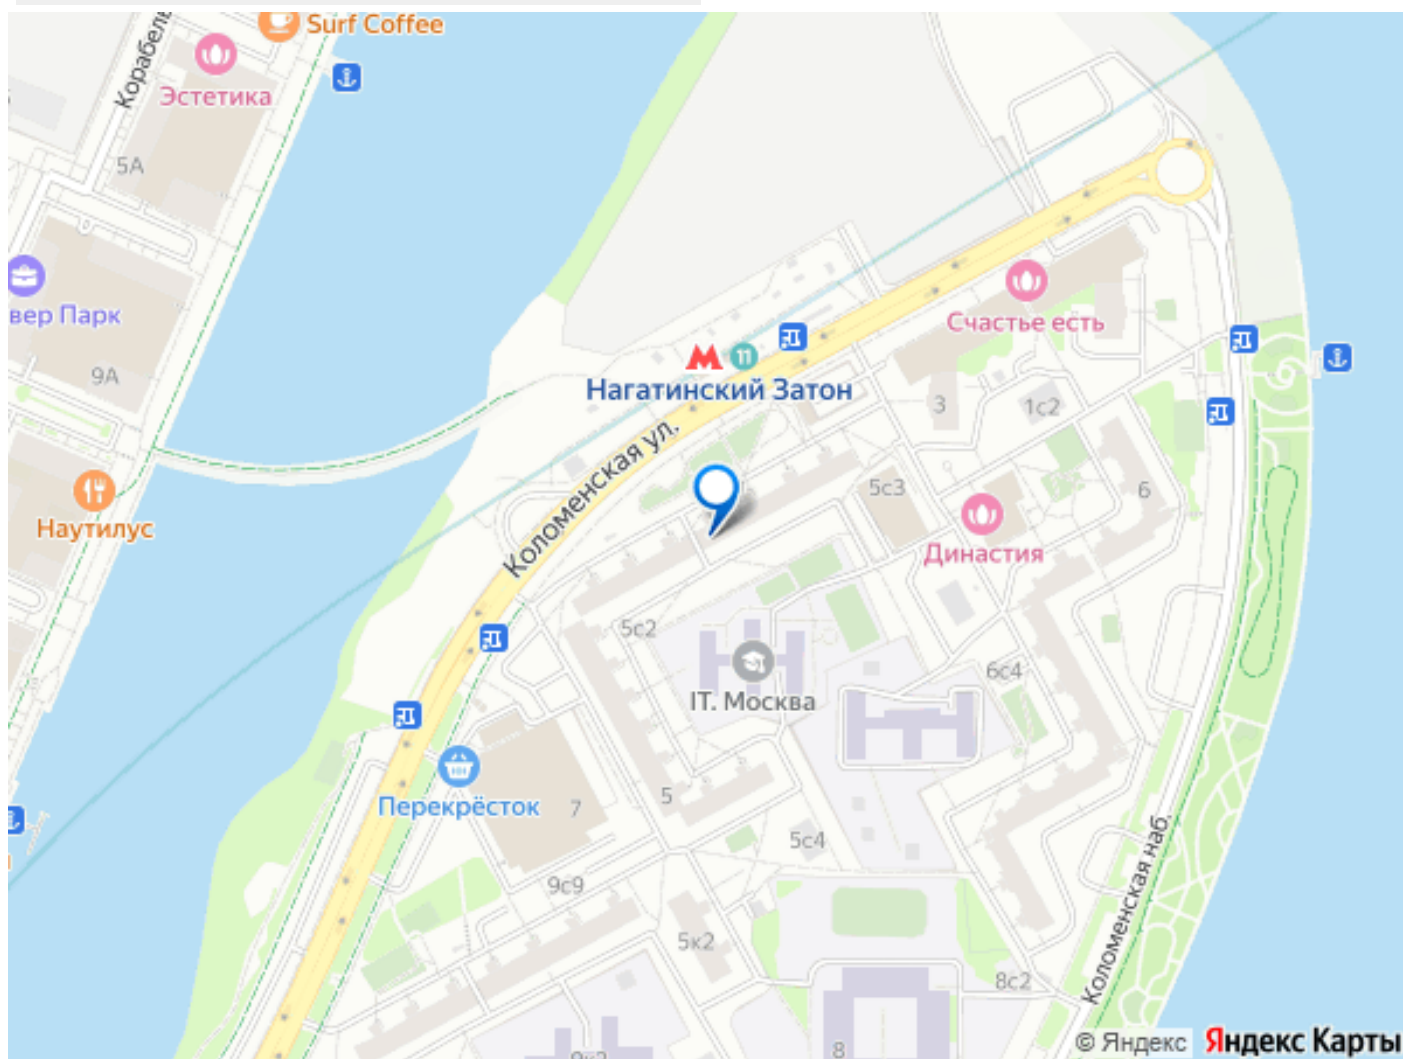 Surf Coffee
Корабель
Эстетика
5А
вер Парк
9А
Счастье есть
11
Нагатинский Затон
3
1с2
Коломенская ул.
Наутилус
5с3
6
Династия
5с2
6с4
IT. Москва
Перекрёсток
7
5
5с4
9с9
Коломенская наб.
5к2
8с2
8
© Яндекс Яндекс Карты